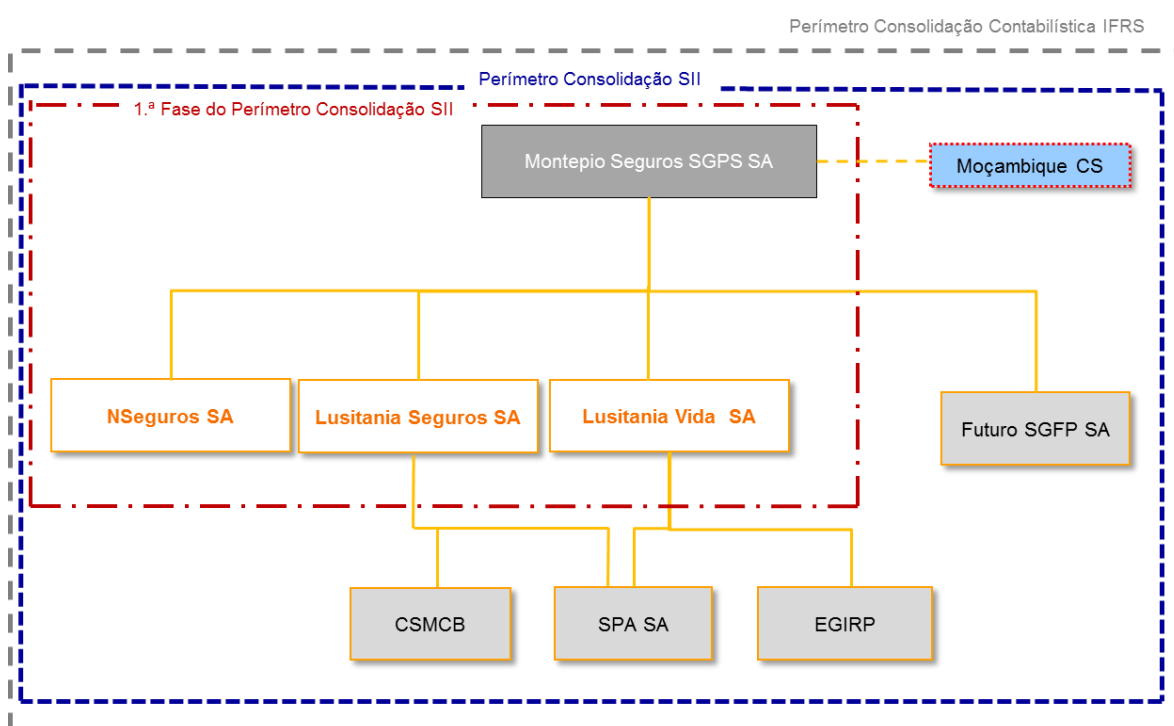 Perímetro Consolidação Contabilística IFRS
Perímetro Consolidação SII
1.ª Fase do Perímetro Consolidação SII
Montepio Seguros SGPS SA
Moçambique CS
NSeguros SA
Lusitania Seguros SA
Lusitania Vida SA
Futuro SGFP SA
CSMCB
SPA SA
EGIRP